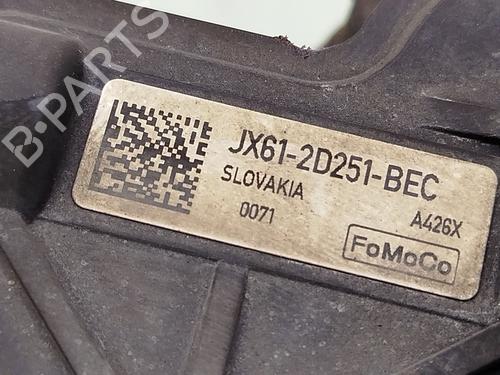 B-PARTS
JX61-2D251-BEC
SLOVAKIA
0071
A426X
FoMoCo